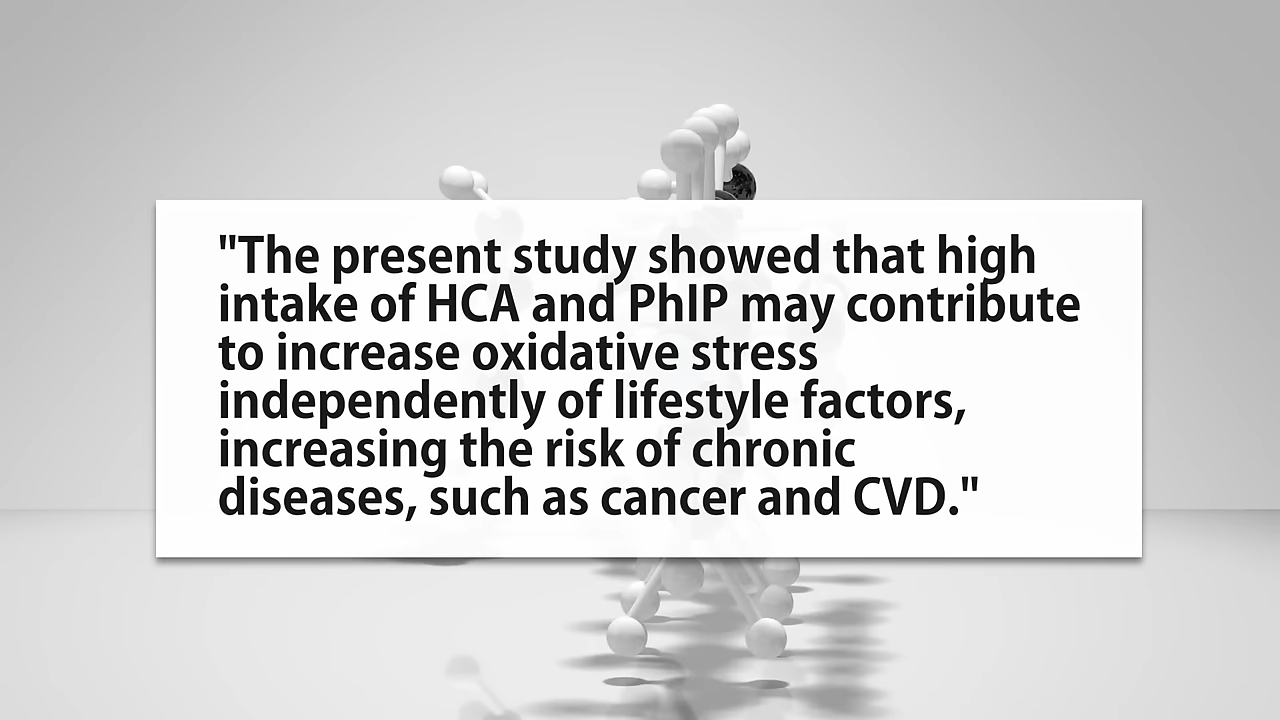 "The present study showed that high
intake of HCA and PhIP may contribute
to increase oxidative stress
independently of lifestyle factors,
increasing the risk of chronic
diseases, such as cancer and CVD."